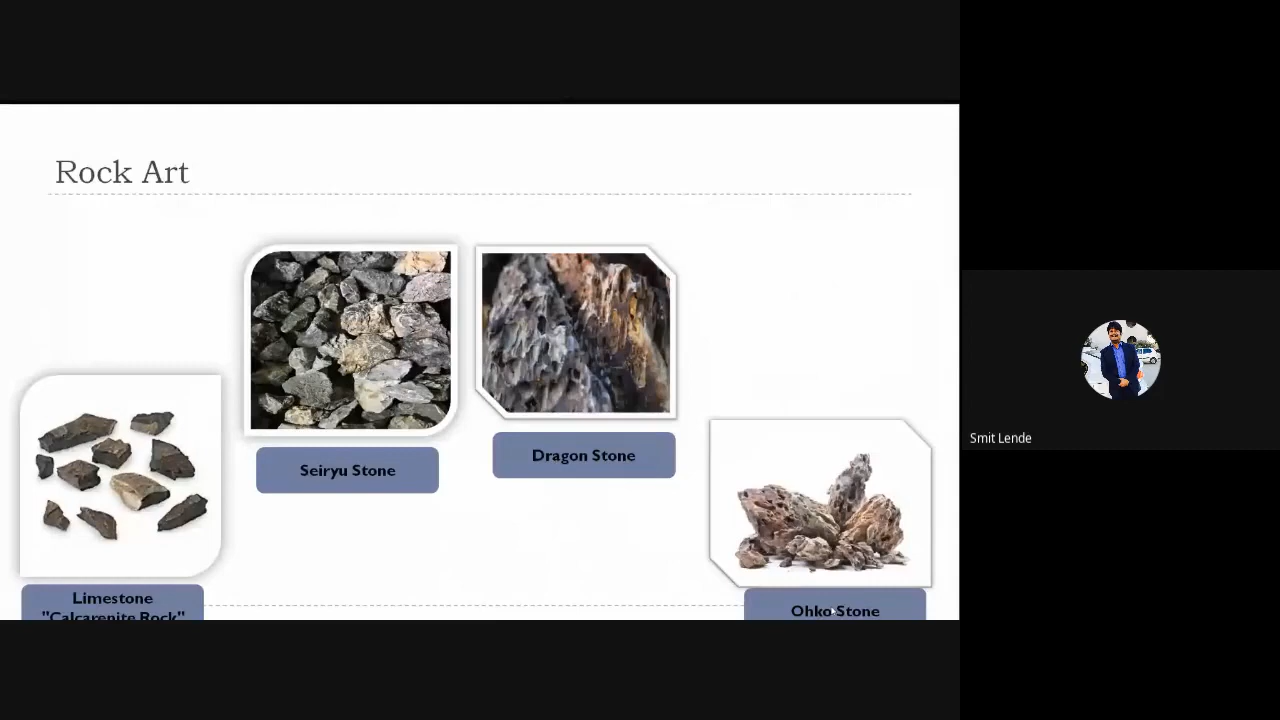 Rock Art
Seiryu Stone
Dragon Stone
Limestone
"Calcarenite Rock"
Ohko Stone
Smit Lende